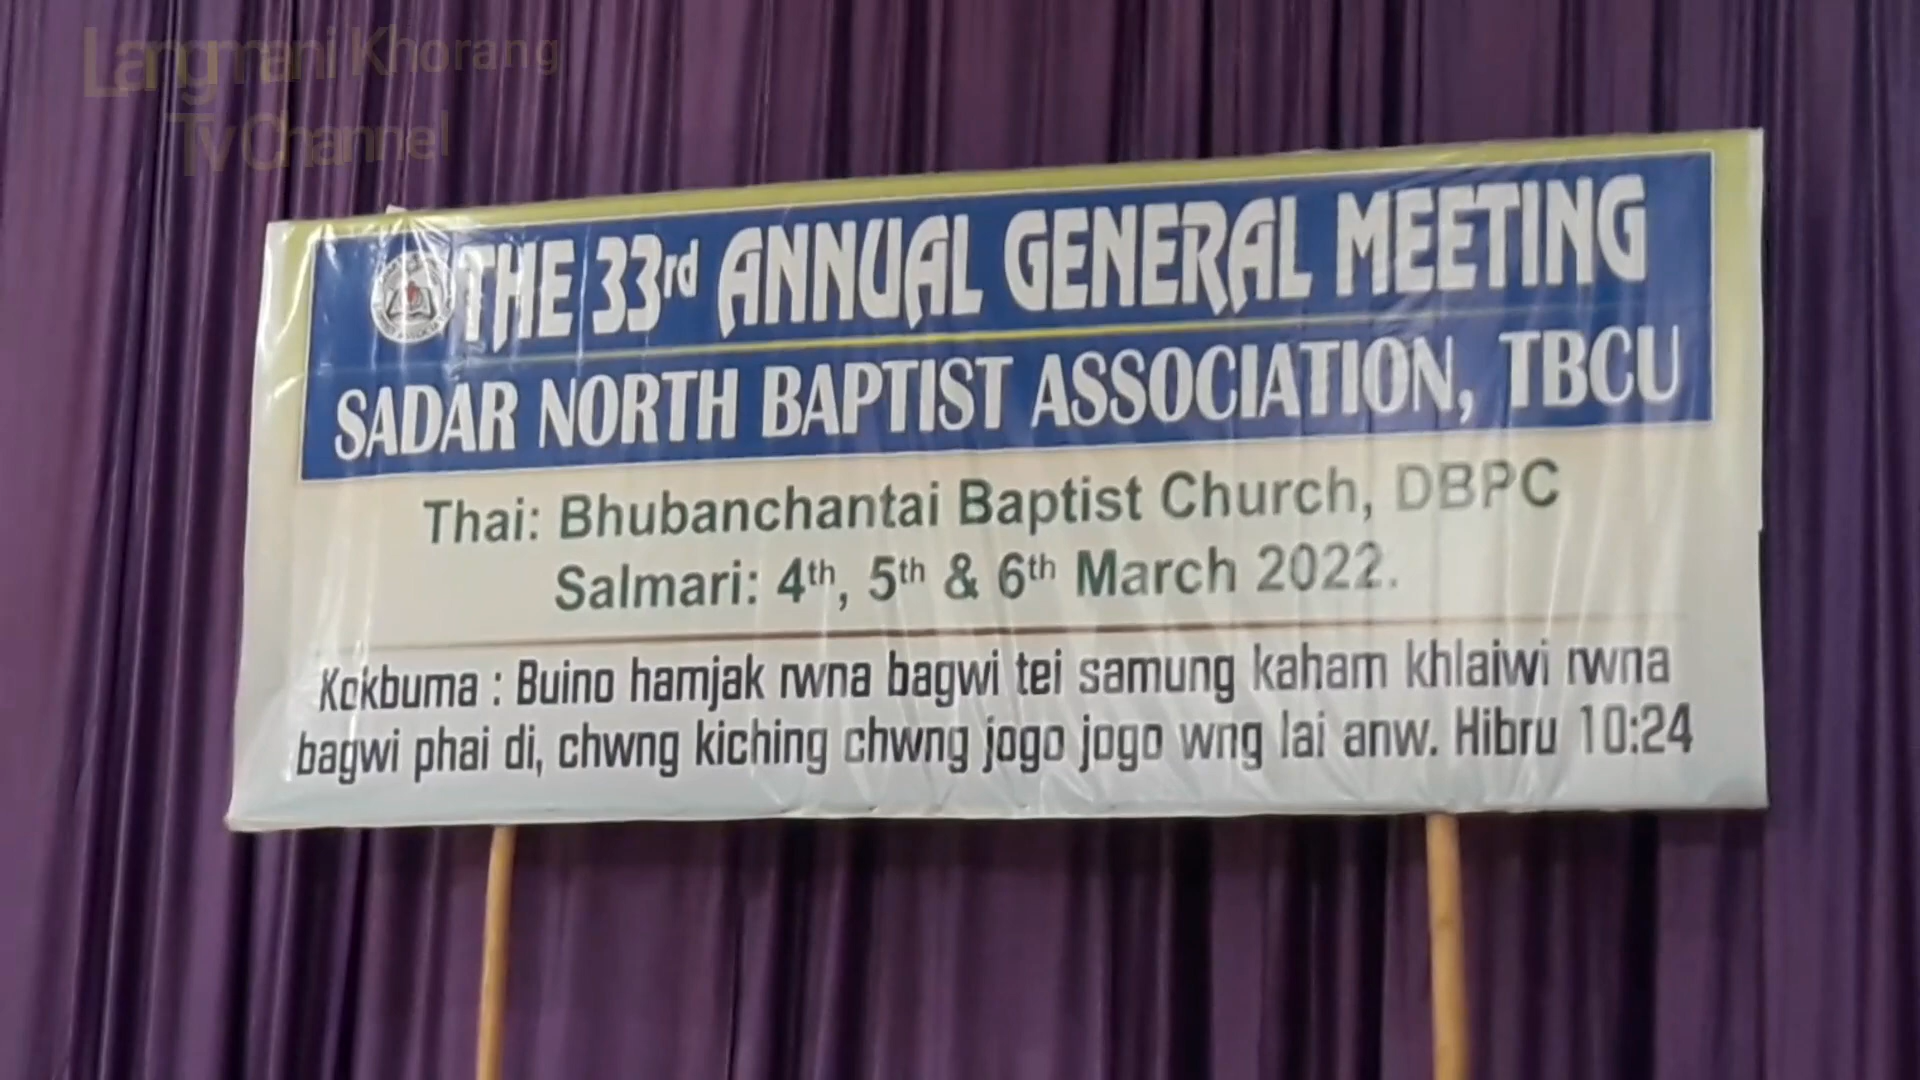 Langmani Khorang
Tv Channel
THE 33rd ANNUAL GENERAL MEETING
SADAR NORTH BAPTIST ASSOCIATION, TBCU
Thai: Bhubanchantai Baptist Church, DBPC
Salmari: 4th, 5th & 6th March 2022.
Kokbuma : Buino hamjak rwna bagwi tei samung kaham khlaiwi rwna
bagwi phai di, chwng kiching chwng jogo jogo wng lai anw. Hibru 10:24